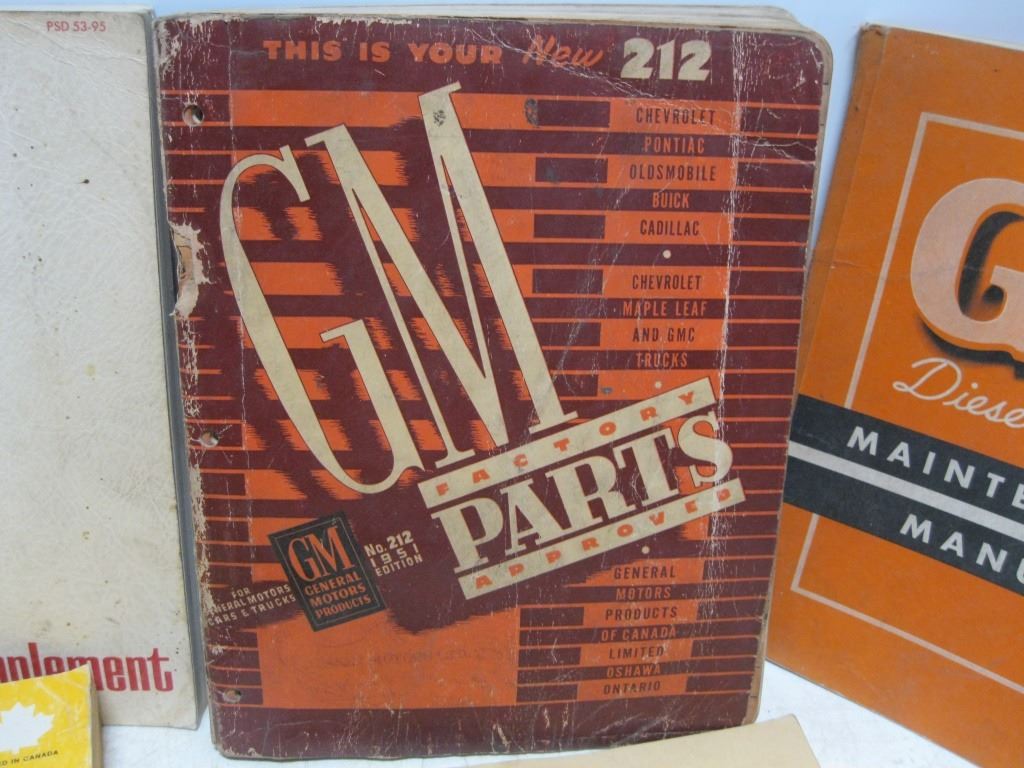 PSD 53-95
THIS IS YOUR New 212
CHEVROLET
PONTIAC
OLDSMOBILE
BUICK
CADILLAC
CHEVROLET
MAPLE LEAF
AND GMC
TRUCKS
GM
FACTORY
PARTS
APPROVED
GM
GENERAL
MOTORS
PRODUCTS
No. 212
1951
EDITION
FOR
GENERAL MOTORS
CARS & TRUCKS
GENERAL
MOTORS
PRODUCTS
OF CANADA
LIMITED
OSHAWA
ONTARIO
pplement
ED IN CANADA
G
Diese
MAINTE
MANU